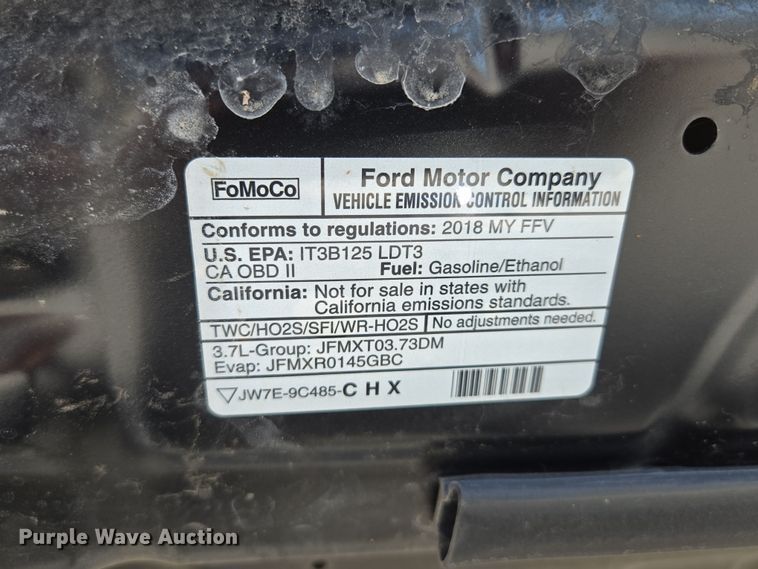 FoMoCo
Ford Motor Company
VEHICLE EMISSION CONTROL INFORMATION
Conforms to regulations: 2018 MY FFV
U.S. EPA: IT3B125 LDT3
CA OBD II Fuel: Gasoline/Ethanol
California: Not for sale in states with
California emissions standards.
TWC/HO2S/SFI/WR-HO2S No adjustments needed.
3.7L-Group: JFMXT03.73DM
Evap: JFMXR0145GBC
JW7E-9C485-C H X
Purple Wave Auction